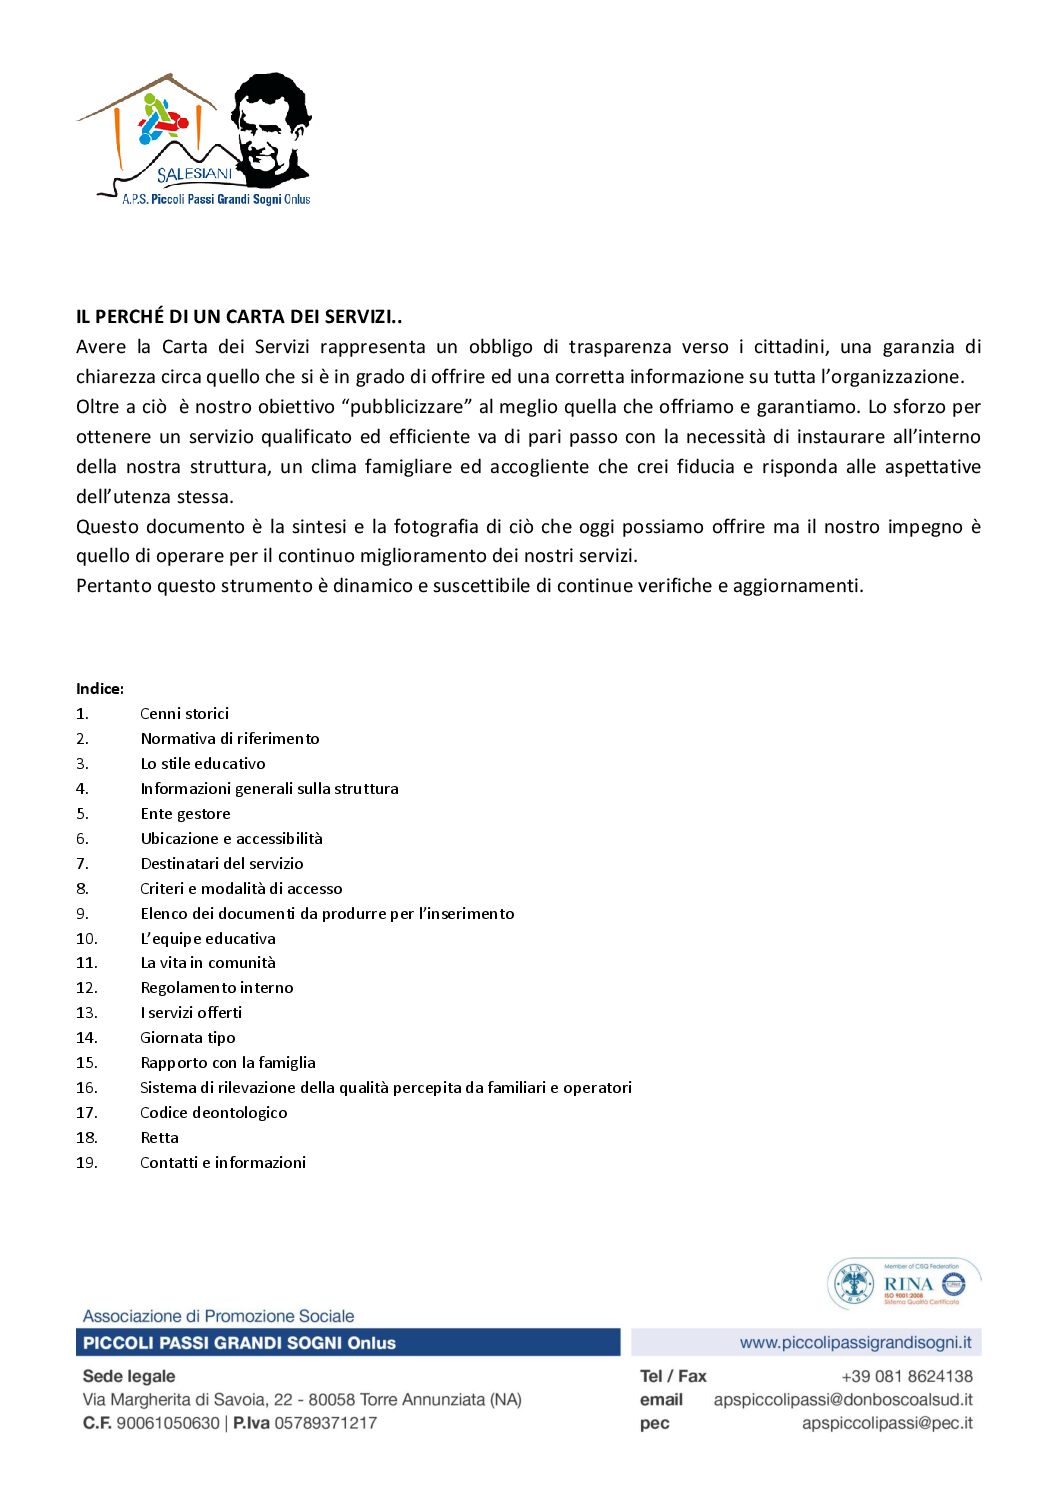 SALESIANI
A.P.S. Piccoli Passi Grandi Sogni Onlus
IL PERCHÉ DI UN CARTA DEI SERVIZI..
Avere la Carta dei Servizi rappresenta un obbligo di trasparenza verso i cittadini, una garanzia di
chiarezza circa quello che si è in grado di offrire ed una corretta informazione su tutta l’organizzazione.
Oltre a ciò è nostro obiettivo “pubblicizzare” al meglio quella che offriamo e garantiamo. Lo sforzo per
ottenere un servizio qualificato ed efficiente va di pari passo con la necessità di instaurare all’interno
della nostra struttura, un clima famigliare ed accogliente che crei fiducia e risponda alle aspettative
dell’utenza stessa.
Questo documento è la sintesi e la fotografia di ciò che oggi possiamo offrire ma il nostro impegno è
quello di operare per il continuo miglioramento dei nostri servizi.
Pertanto questo strumento è dinamico e suscettibile di continue verifiche e aggiornamenti.
Indice:
1. Cenni storici
2. Normativa di riferimento
3. Lo stile educativo
4. Informazioni generali sulla struttura
5. Ente gestore
6. Ubicazione e accessibilità
7. Destinatari del servizio
8. Criteri e modalità di accesso
9. Elenco dei documenti da produrre per l’inserimento
10. L’equipe educativa
11. La vita in comunità
12. Regolamento interno
13. I servizi offerti
14. Giornata tipo
15. Rapporto con la famiglia
16. Sistema di rilevazione della qualità percepita da familiari e operatori
17. Codice deontologico
18. Retta
19. Contatti e informazioni
Member of CISQ Federation
RINA
ISO 9001:2008
Sistema Qualità Certificato
Associazione di Promozione Sociale
PICCOLI PASSI GRANDI SOGNI Onlus
www.piccolipassigrandisogni.it
Sede legale
Via Margherita di Savoia, 22 - 80058 Torre Annunziata (NA)
C.F. 90061050630 | P.Iva 05789371217
Tel / Fax +39 081 8624138
email apspiccolipassi@donboscoalsud.it
pec apspiccolipassi@pec.it